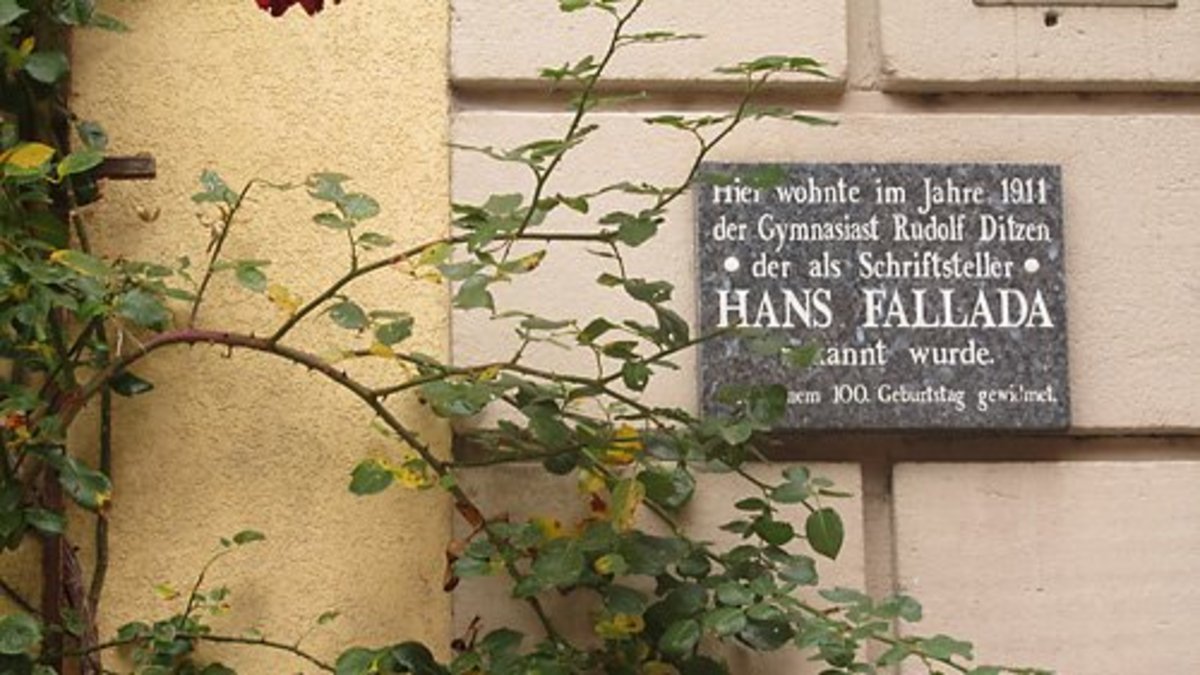 Hier wohnte im Jahre 1911
der Gymnasiast Rudolf Ditzen
• der als Schriftsteller •
HANS FALLADA
kannt wurde.
100. Geburtstag gewidmet.